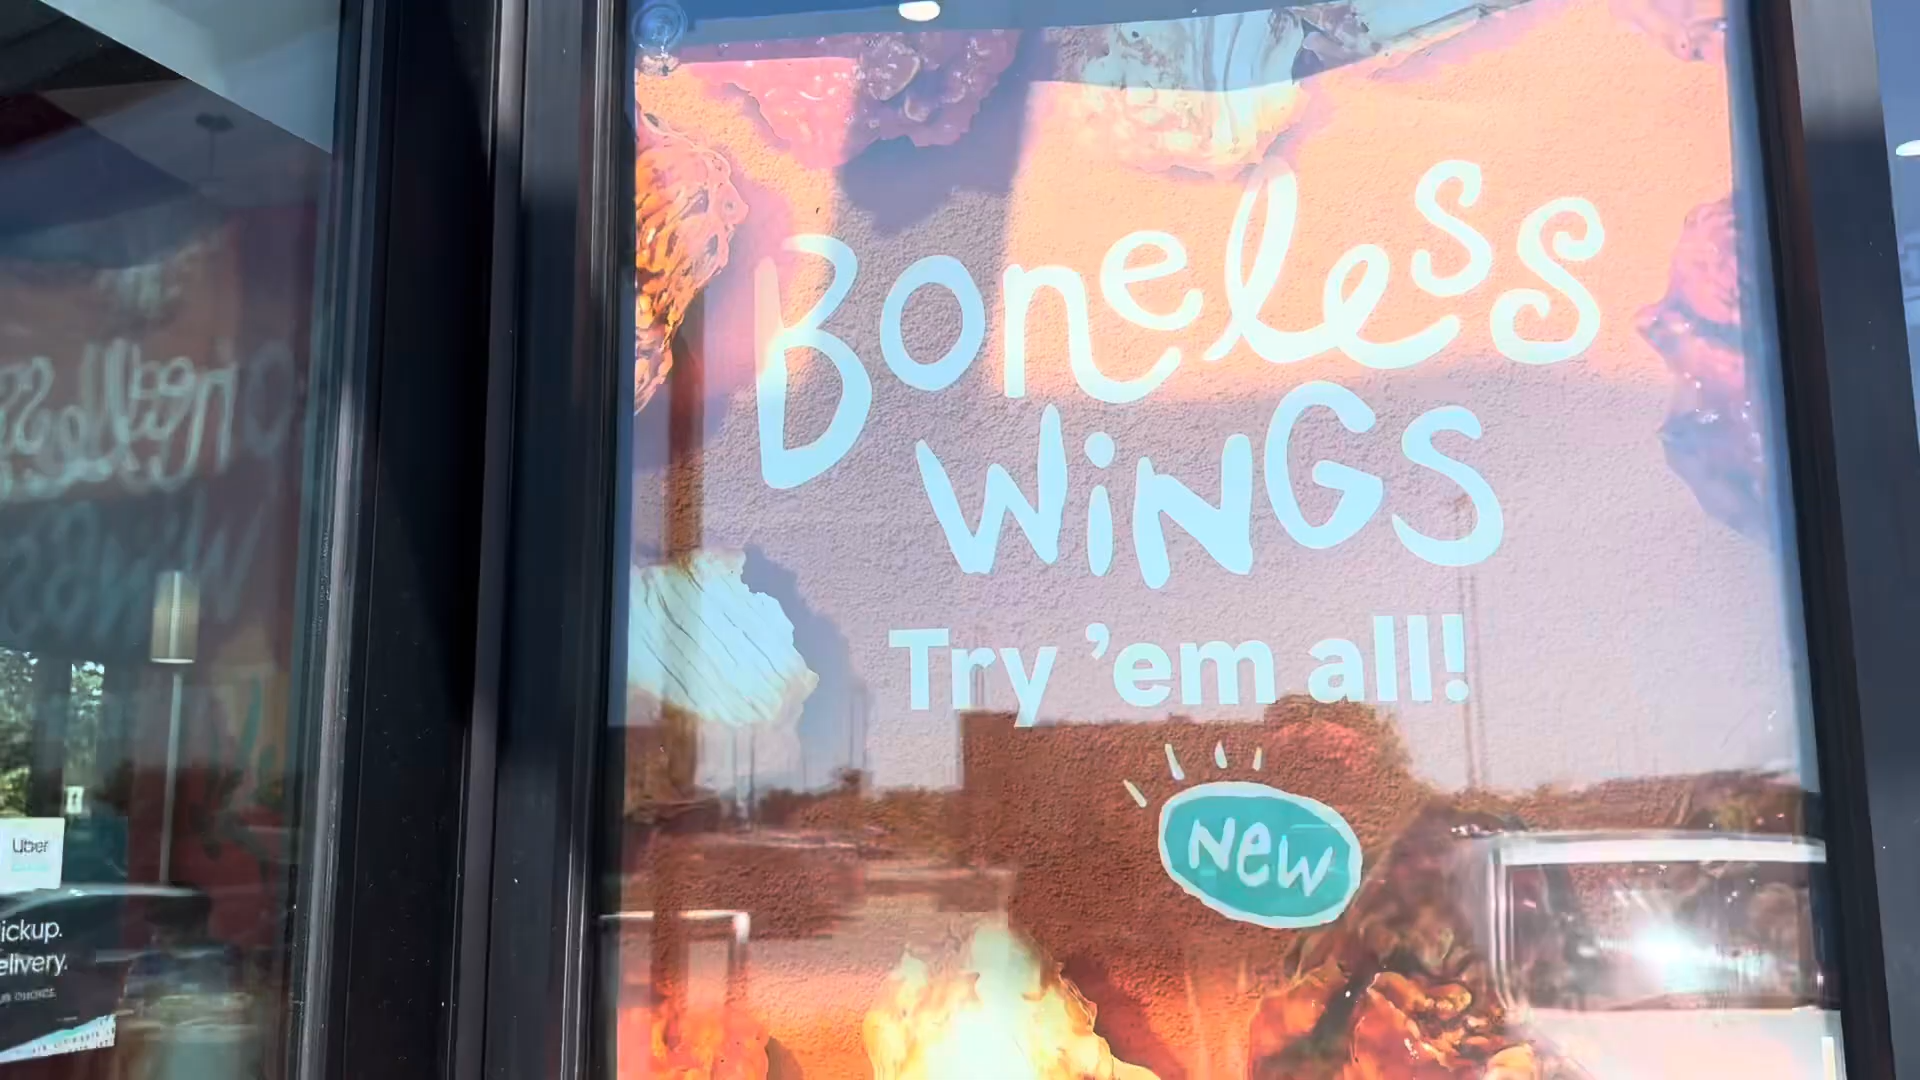 Boneless
WiNGS
Try 'em all!
New
Uber
ickup.
elivery.